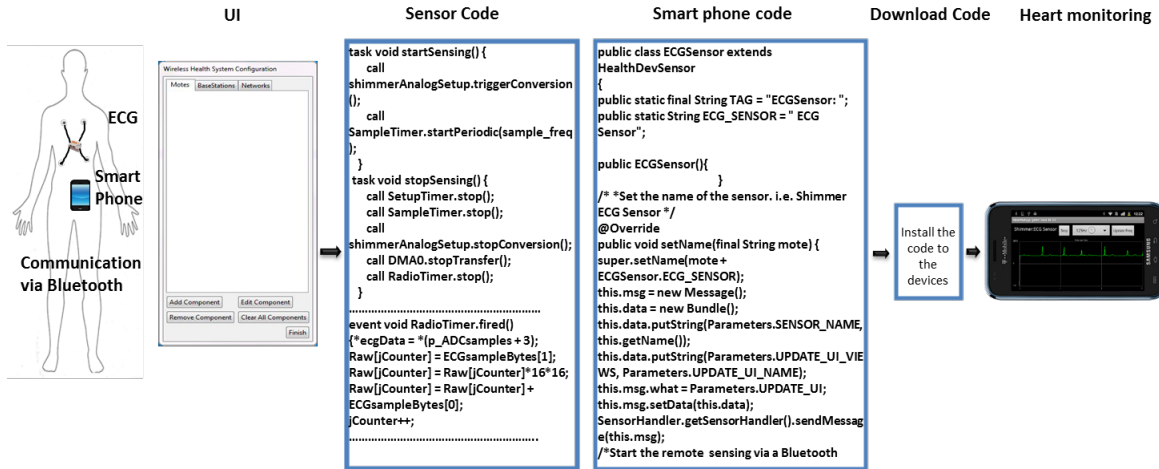 UI
Sensor Code
Smart phone code
Download Code
Heart monitoring
ECG
Smart
Phone
Communication
via Bluetooth
Wireless Health System Configuration
Motes
BaseStations
Networks
Add Component
Edit Component
Remove Component
Clear All Components
Finish
task void startSensing() {
call
shimmerAnalogSetup.triggerConversion
();
call
SampleTimer.startPeriodic(sample_freq
);
}
task void stopSensing() {
call SetupTimer.stop();
call SampleTimer.stop();
call
shimmerAnalogSetup.stopConversion();
call DMA0.stopTransfer();
call RadioTimer.stop();
}
............................................................
event void RadioTimer.fired()
{*ecgData = *(p_ADCsamples + 3);
Raw[jCounter] = ECGsampleBytes[1];
Raw[jCounter] = Raw[jCounter]*16*16;
Raw[jCounter] = Raw[jCounter] +
ECGsampleBytes[0];
jCounter++;
............................................................
public class ECGSensor extends
HealthDevSensor
{
public static final String TAG = "ECGSensor: ";
public static String ECG_SENSOR = " ECG
Sensor";
public ECGSensor(){
}
/* *Set the name of the sensor. i.e. Shimmer
ECG Sensor */
@Override
public void setName(final String mote) {
super.setName(mote +
ECGSensor.ECG_SENSOR);
this.msg = new Message();
this.data = new Bundle();
this.data.putString(Parameters.SENSOR_NAME,
this.getName());
this.data.putString(Parameters.UPDATE_UI_VIE
WS, Parameters.UPDATE_UI_NAME);
this.msg.what = Parameters.UPDATE_UI;
this.msg.setData(this.data);
SensorHandler.getSensorHandler().sendMessag
e(this.msg);
/*Start the remote sensing via a Bluetooth
Install the
code to
the
devices
Shimmer:ECG Sensor
SAMSUNG